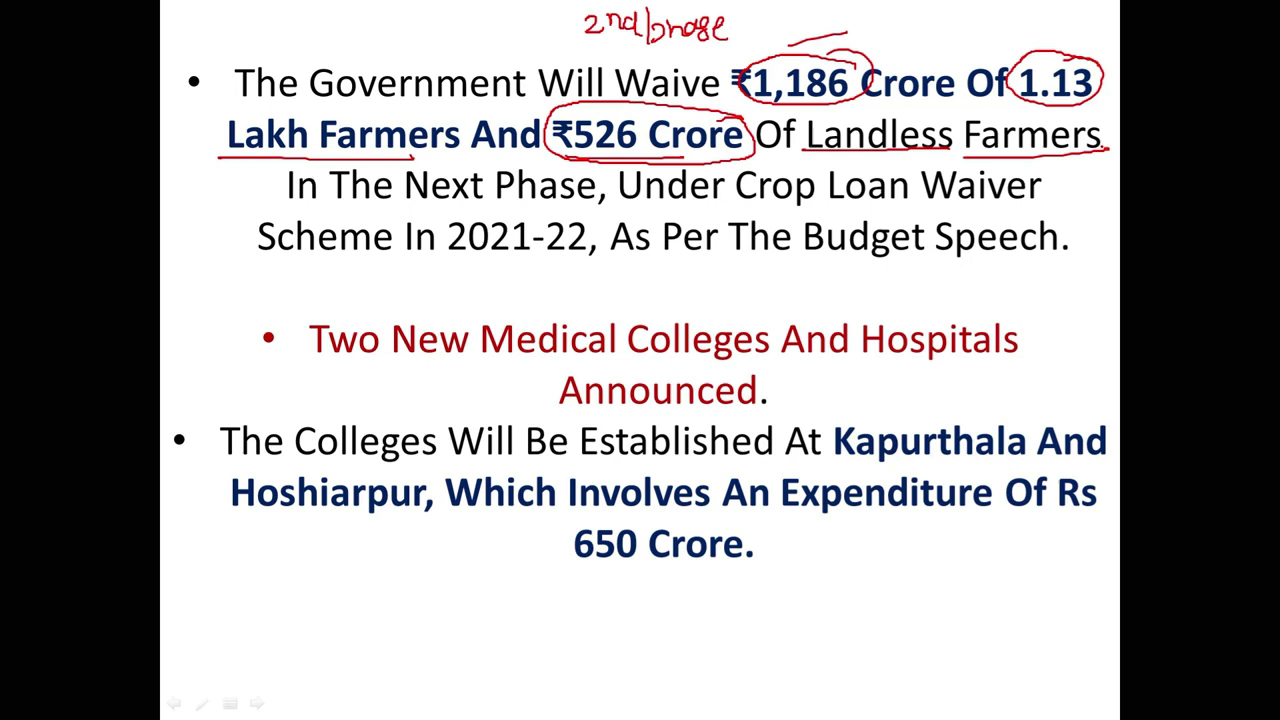 2nd phase
• The Government Will Waive ₹1,186 Crore Of 1.13
Lakh Farmers And ₹526 Crore Of Landless Farmers
In The Next Phase, Under Crop Loan Waiver
Scheme In 2021-22, As Per The Budget Speech.
• Two New Medical Colleges And Hospitals
Announced.
• The Colleges Will Be Established At Kapurthala And
Hoshiarpur, Which Involves An Expenditure Of Rs
650 Crore.